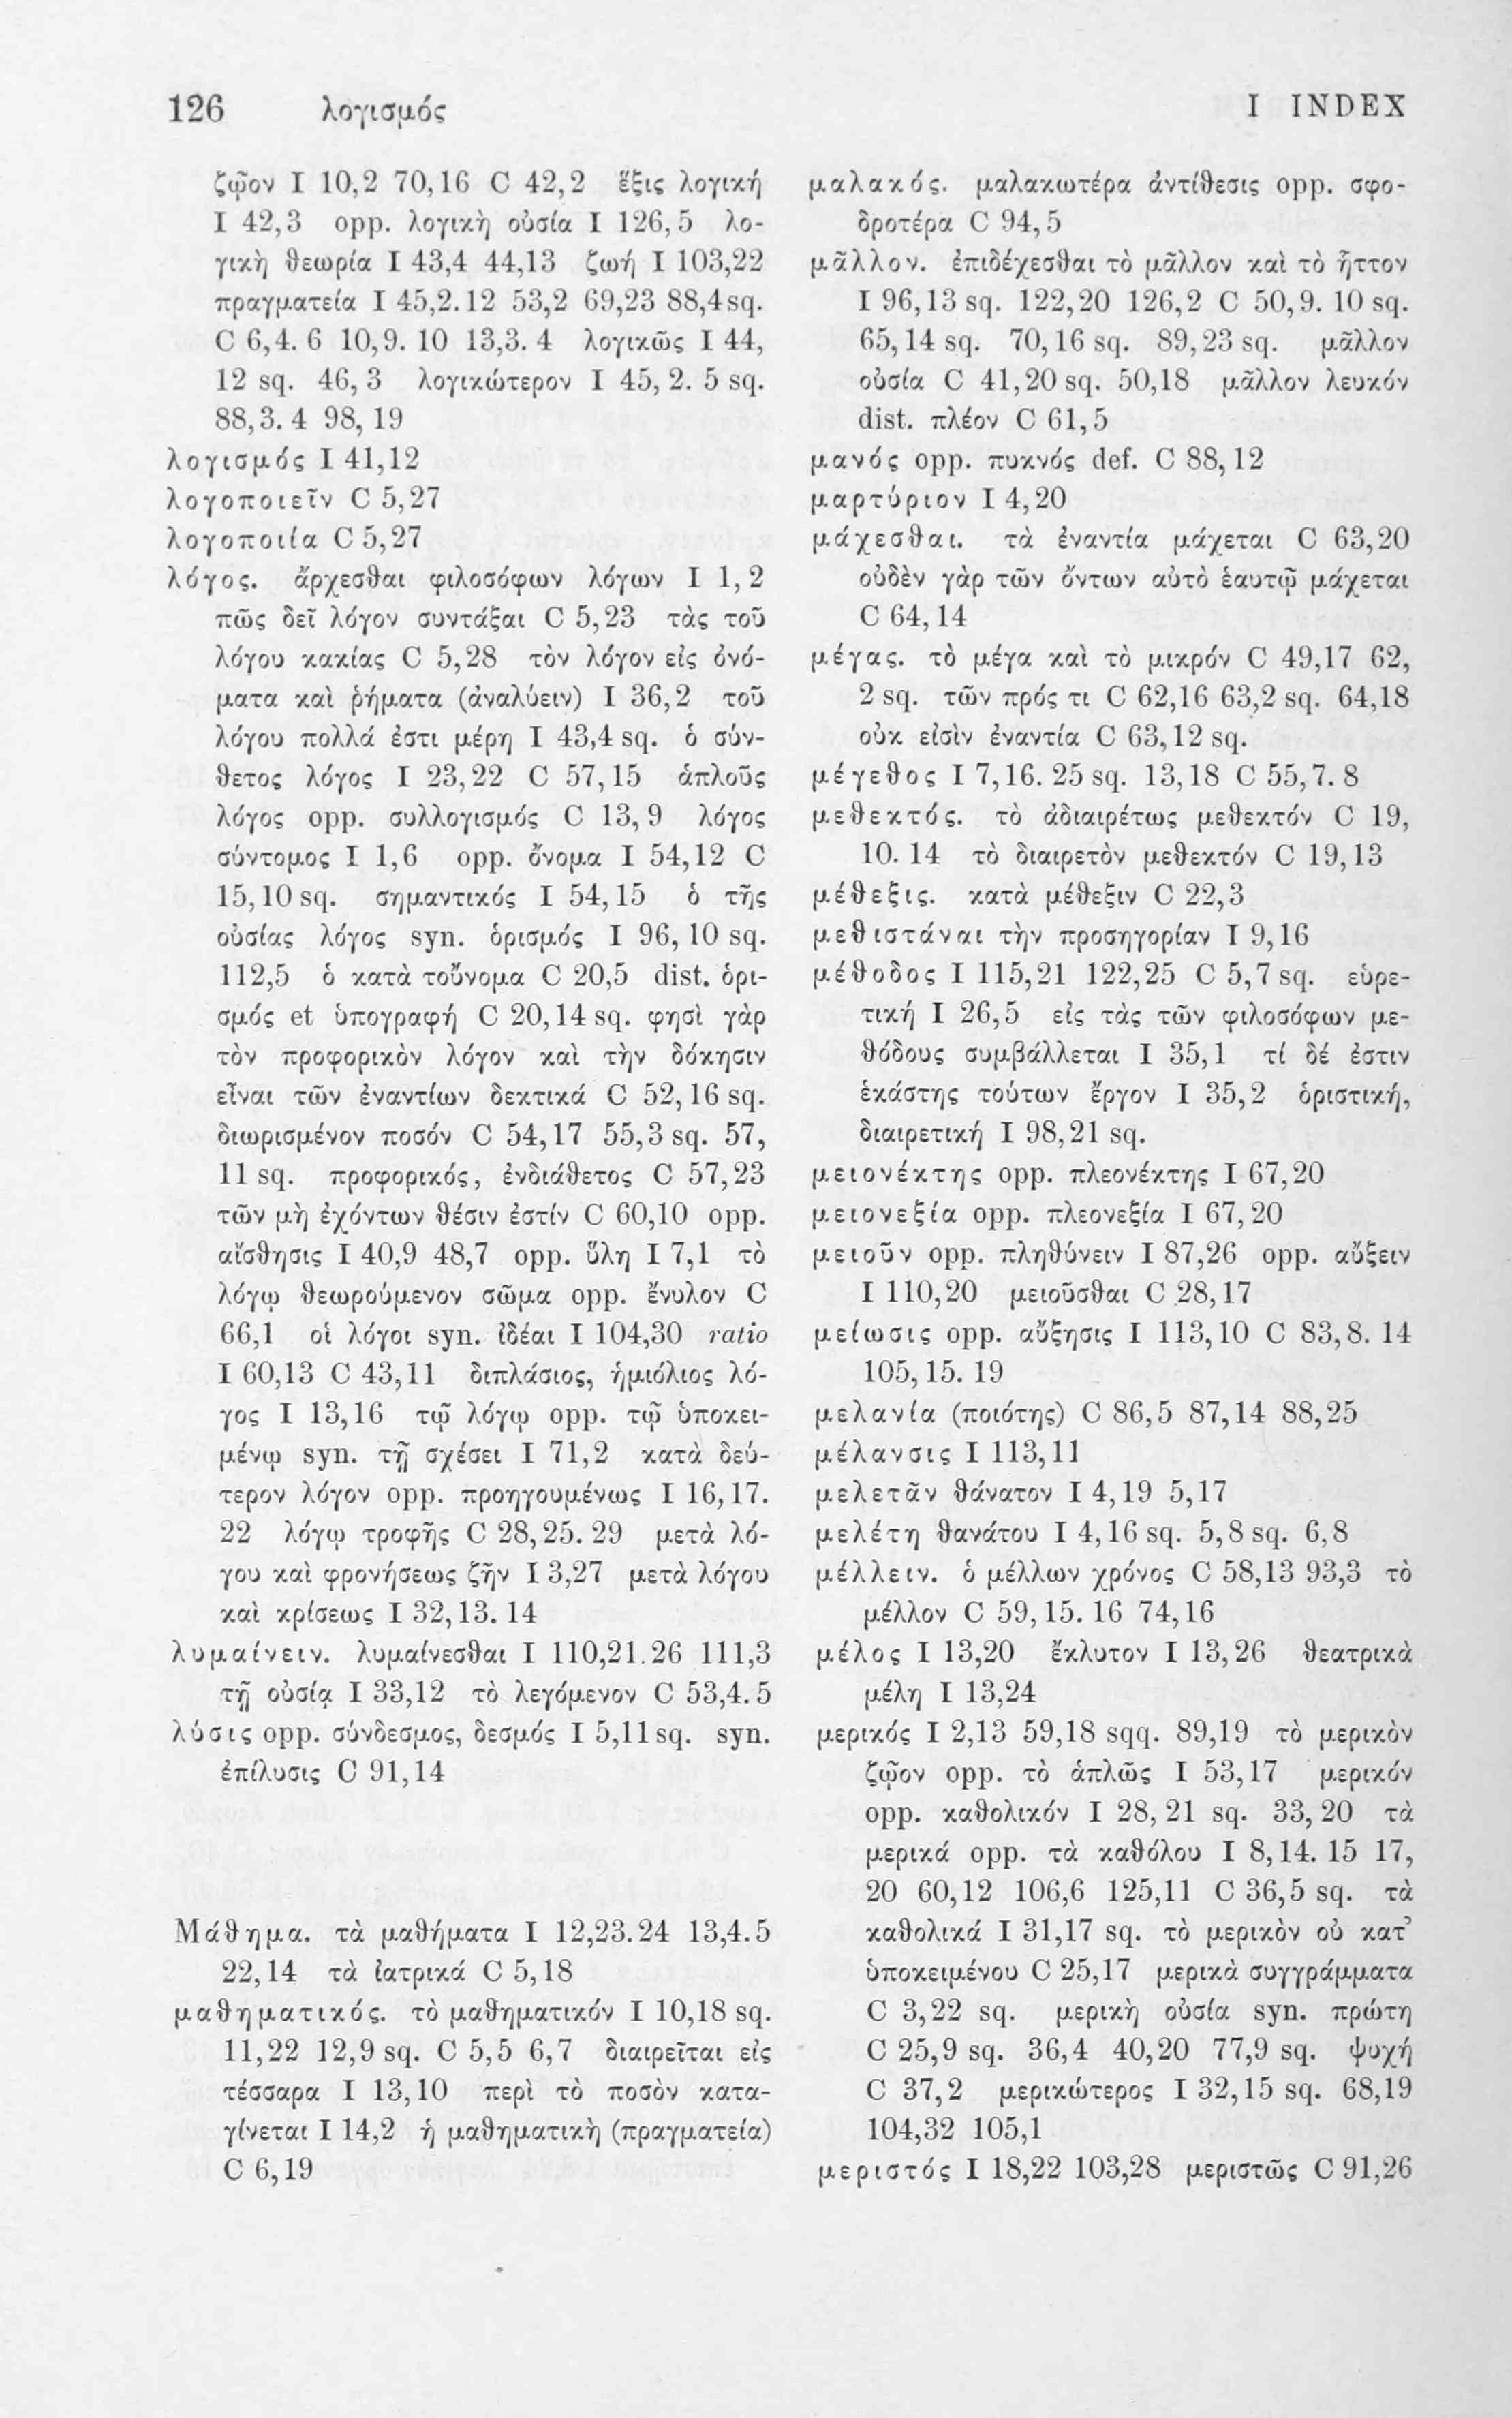 126 λογισμός
I INDEX
ζῷον I 10,2 70,16 C 42,2 ἕξις λογική
I 42,3 opp. λογικὴ οὐσία I 126,5 λο-
γικὴ θεωρία I 43,4 44,13 ζωή I 103,22
πραγματεία I 45,2.12 53,2 69,23 88,4 sq.
C 6,4. 6 10,9. 10 13,3. 4 λογικῶς I 44,
12 sq. 46, 3 λογικώτερον I 45, 2. 5 sq.
88,3. 4 98, 19
λογισμός I 41,12
λογοποιεῖν C 5,27
λογοποιία C 5,27
λόγος. ἄρχεσθαι φιλοσόφων λόγων I 1, 2
πῶς δεῖ λόγον συντάξαι C 5,23 τὰς τοῦ
λόγου κακίας C 5,28 τὸν λόγον εἰς ὀνό-
ματα καὶ ῥήματα (ἀναλύειν) I 36,2 τοῦ
λόγου πολλά ἐστι μέρη I 43,4 sq. ὁ σύν-
θετος λόγος I 23,22 C 57,15 ἁπλοῦς
λόγος opp. συλλογισμός C 13, 9 λόγος
σύντομος I 1,6 opp. ὄνομα I 54,12 C
15,10 sq. σημαντικός I 54,15 ὁ τῆς
οὐσίας λόγος syn. ὁρισμός I 96, 10 sq.
112,5 ὁ κατὰ τοὔνομα C 20,5 dist. ὁρι-
σμός et ὑπογραφή C 20,14 sq. φησὶ γὰρ
τὸν προφορικὸν λόγον καὶ τὴν δόκησιν
εἶναι τῶν ἐναντίων δεκτικά C 52,16 sq.
διωρισμένον ποσόν C 54,17 55,3 sq. 57,
11 sq. προφορικός, ἐνδιάθετος C 57,23
τῶν μὴ ἐχόντων θέσιν ἐστίν C 60,10 opp.
αἴσθησις I 40,9 48,7 opp. ὕλη I 7,1 τὸ
λόγῳ θεωρούμενον σῶμα opp. ἔνυλον C
66,1 οἱ λόγοι syn. ἰδέαι I 104,30 ratio
I 60,13 C 43,11 διπλάσιος, ἡμιόλιος λό-
γος I 13,16 τῷ λόγῳ opp. τῷ ὑποκει-
μένῳ syn. τῇ σχέσει I 71,2 κατὰ δεύ-
τερον λόγον opp. προηγουμένως I 16,17.
22 λόγῳ τροφῆς C 28,25. 29 μετὰ λό-
γου καὶ φρονήσεως ζῆν I 3,27 μετὰ λόγου
καὶ κρίσεως I 32,13. 14
λυμαίνειν. λυμαίνεσθαι I 110,21. 26 111,3
τῇ οὐσίᾳ I 33,12 τὸ λεγόμενον C 53,4. 5
λύσις opp. σύνδεσμος, δεσμός I 5,11 sq. syn.
ἐπίλυσις C 91,14
Μάθημα. τὰ μαθήματα I 12,23.24 13,4. 5
22,14 τὰ ἰατρικά C 5,18
μαθηματικός. τὸ μαθηματικόν I 10,18 sq.
11,22 12,9 sq. C 5,5 6,7 διαιρεῖται εἰς
τέσσαρα I 13,10 περὶ τὸ ποσὸν κατα-
γίνεται I 14,2 ἡ μαθηματικὴ (πραγματεία)
C 6,19
μαλακός. μαλακωτέρα ἀντίθεσις opp. σφο-
δροτέρα C 94, 5
μᾶλλον. ἐπιδέχεσθαι τὸ μᾶλλον καὶ τὸ ἧττον
I 96,13 sq. 122,20 126,2 C 50,9. 10 sq.
65,14 sq. 70,16 sq. 89,23 sq. μᾶλλον
οὐσία C 41,20 sq. 50,18 μᾶλλον λευκόν
dist. πλέον C 61,5
μανός opp. πυκνός def. C 88,12
μαρτύριον I 4,20
μάχεσθαι. τὰ ἐναντία μάχεται C 63,20
οὐδὲν γὰρ τῶν ὄντων αὐτὸ ἑαυτῷ μάχεται
C 64,14
μέγας. τὸ μέγα καὶ τὸ μικρόν C 49,17 62,
2 sq. τῶν πρός τι C 62,16 63,2 sq. 64,18
οὐκ εἰσὶν ἐναντία C 63,12 sq.
μέγεθος I 7,16. 25 sq. 13,18 C 55,7. 8
μεθεκτός. τὸ ἀδιαιρέτως μεθεκτόν C 19,
10. 14 τὸ διαιρετὸν μεθεκτόν C 19,13
μέθεξις. κατὰ μέθεξιν C 22,3
μεθιστάναι τὴν προσηγορίαν I 9,16
μέθοδος I 115,21 122,25 C 5,7 sq. εὑρε-
τική I 26,5 εἰς τὰς τῶν φιλοσόφων με-
θόδους συμβάλλεται I 35,1 τί δέ ἐστιν
ἑκάστης τούτων ἔργον I 35,2 ὁριστική,
διαιρετική I 98,21 sq.
μειονέκτης opp. πλεονέκτης I 67,20
μειονεξία opp. πλεονεξία I 67,20
μειοῦν opp. πληθύνειν I 87,26 opp. αὔξειν
I 110,20 μειοῦσθαι C 28,17
μείωσις opp. αὔξησις I 113,10 C 83,8. 14
105,15. 19
μελανία (ποιότης) C 86,5 87,14 88,25
μέλανσις I 113,11
μελετᾶν θάνατον I 4,19 5,17
μελέτη θανάτου I 4,16 sq. 5,8 sq. 6,8
μέλλειν. ὁ μέλλων χρόνος C 58,13 93,3 τὸ
μέλλον C 59,15. 16 74,16
μέλος I 13,20 ἔκλυτον I 13,26 θεατρικὰ
μέλη I 13,24
μερικός I 2,13 59,18 sqq. 89,19 τὸ μερικὸν
ζῷον opp. τὸ ἁπλῶς I 53,17 μερικόν
opp. καθολικόν I 28, 21 sq. 33, 20 τὰ
μερικά opp. τὰ καθόλου I 8,14. 15 17,
20 60,12 106,6 125,11 C 36,5 sq. τὰ
καθολικά I 31,17 sq. τὸ μερικὸν οὐ κατ’
ὑποκειμένου C 25,17 μερικὰ συγγράμματα
C 3,22 sq. μερικὴ οὐσία syn. πρώτη
C 25,9 sq. 36,4 40,20 77,9 sq. ψυχή
C 37,2 μερικώτερος I 32,15 sq. 68,19
104,32 105,1
μεριστός I 18,22 103,28 μεριστῶς C 91,26